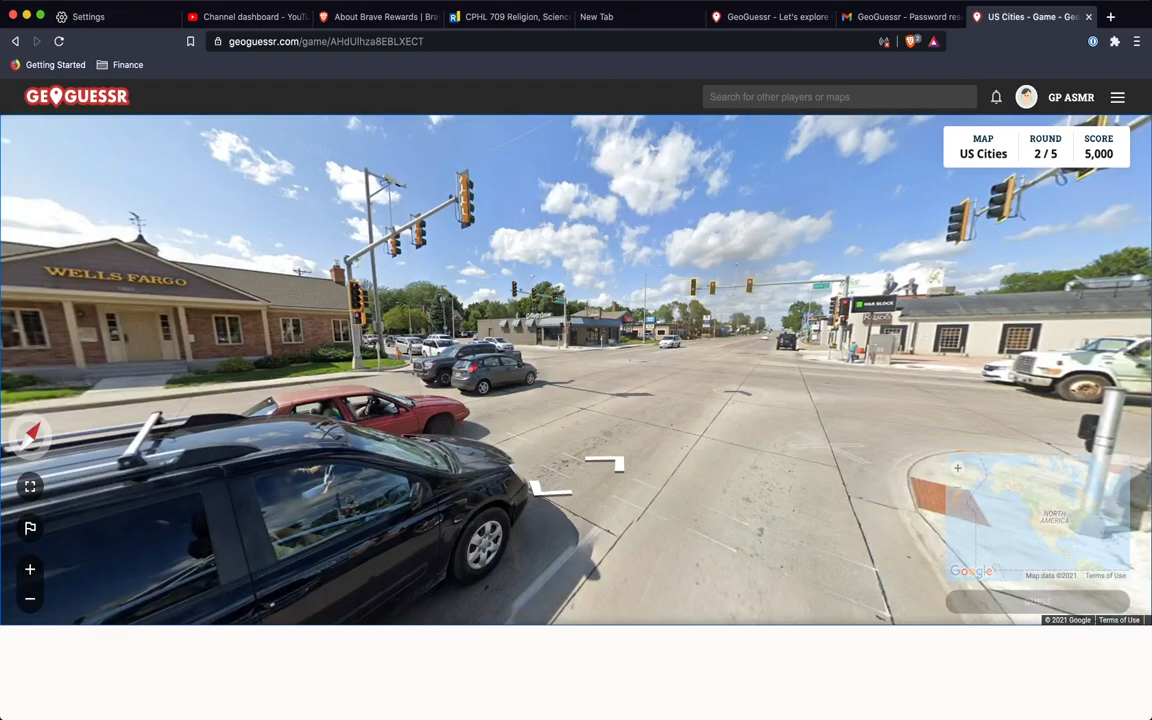 Settings
Channel dashboard - YouTu
About Brave Rewards | Bra
CPHL 709 Religion, Scienc
New Tab
GeoGuessr - Let's explore
GeoGuessr - Password res
US Cities - Game - Geo
geoguessr.com/game/AHdUlhza8EBLXECT
2
Getting Started
Finance
GEOGUESSR
Search for other players or maps
GP ASMR
MAP
US Cities
ROUND
2 / 5
SCORE
5,000
WELLS FARGO
H&R BLOCK
NORTH
AMERICA
Google
Map data ©2021
Terms of Use
© 2021 Google
Terms of Use